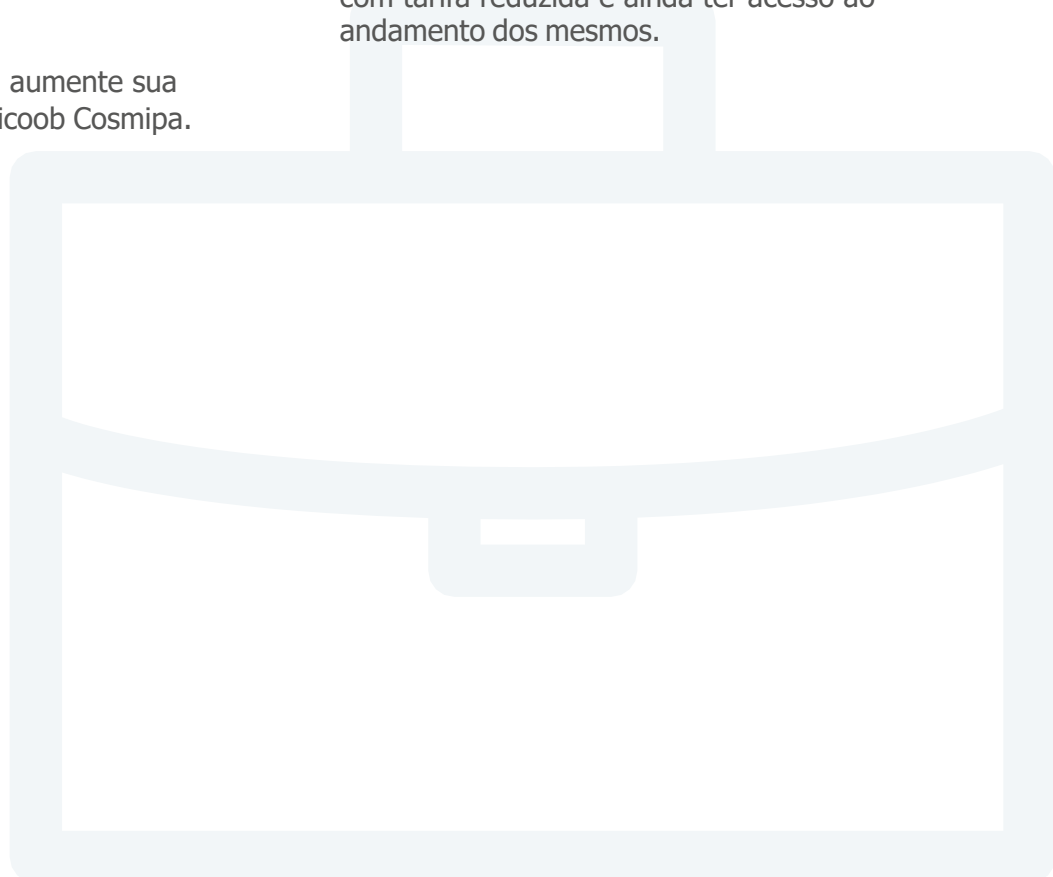 com tarifa reduzida e ainda ter acesso ao
andamento dos mesmos.
aumente sua
icoob Cosmipa.